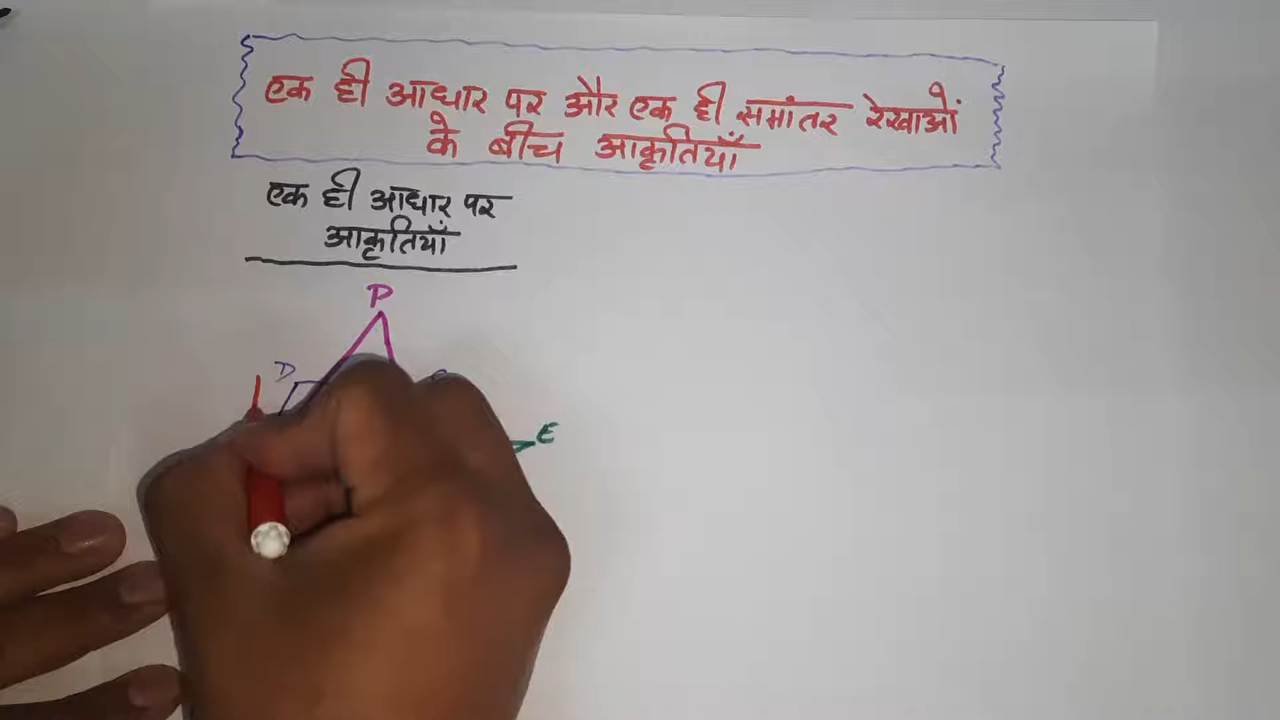 एक ही आधार पर और एक ही समांतर रेखाओं
के बीच आकृतियाँ
एक ही आधार पर
आकृतियाँ
P
D
E